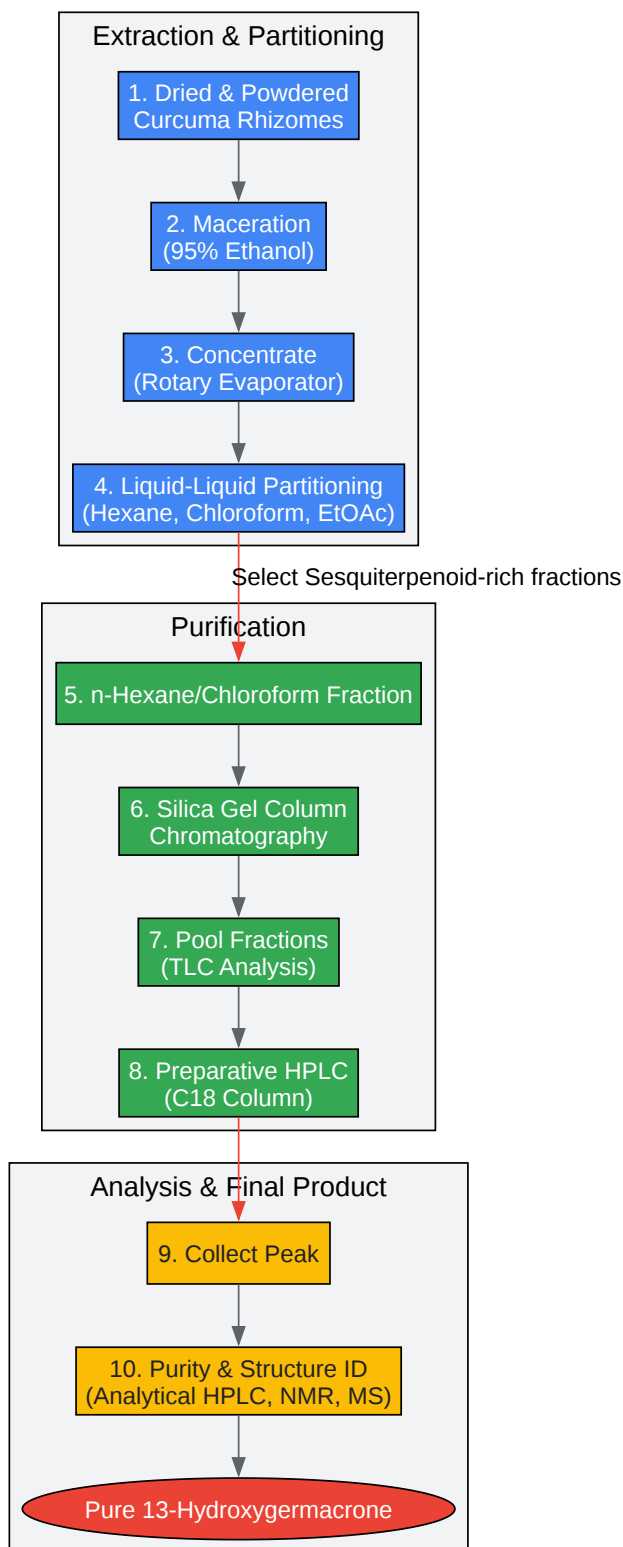 Extraction & Partitioning
1. Dried & Powdered
Curcuma Rhizomes
2. Maceration
(95% Ethanol)
3. Concentrate
(Rotary Evaporator)
4. Liquid-Liquid Partitioning
(Hexane, Chloroform, EtOAc)
Select Sesquiterpenoid-rich fractions
Purification
5. n-Hexane/Chloroform Fraction
6. Silica Gel Column
Chromatography
7. Pool Fractions
(TLC Analysis)
8. Preparative HPLC
(C18 Column)
Analysis & Final Product
9. Collect Peak
10. Purity & Structure ID
(Analytical HPLC, NMR, MS)
Pure 13-Hydroxygermacrone